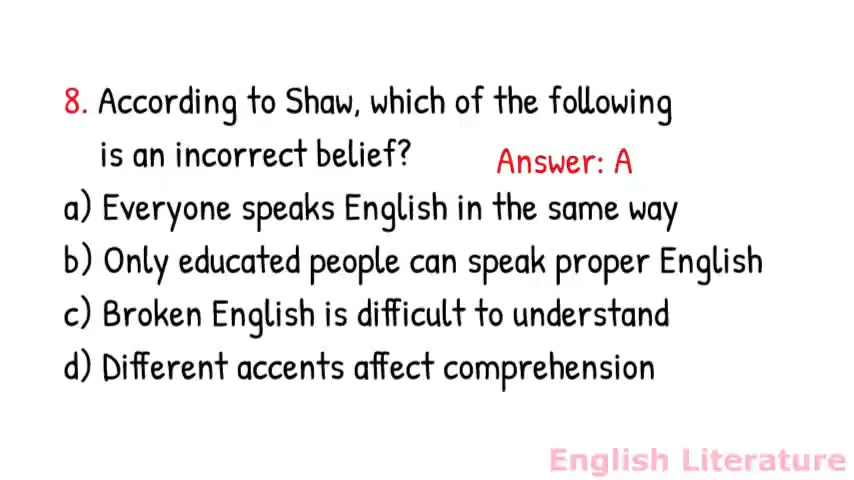 8. According to Shaw, which of the following
is an incorrect belief?
Answer: A
a) Everyone speaks English in the same way
b) Only educated people can speak proper English
c) Broken English is difficult to understand
d) Different accents affect comprehension
English Literature